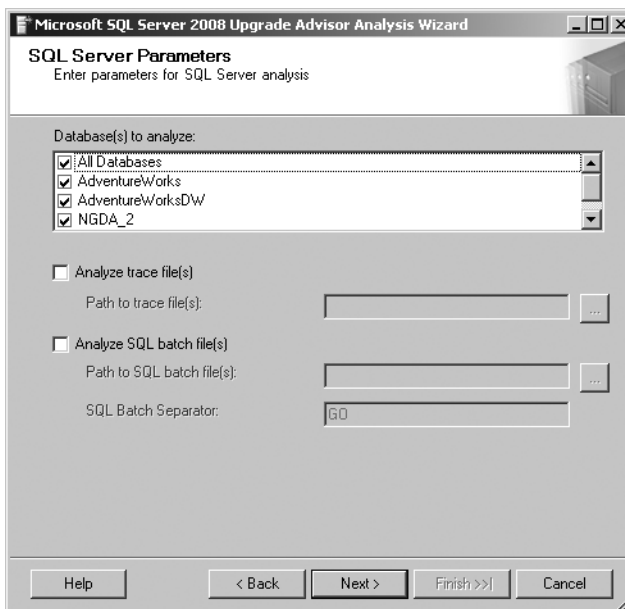 Microsoft SQL Server 2008 Upgrade Advisor Analysis Wizard
SQL Server Parameters
Enter parameters for SQL Server analysis
Database(s) to analyze:
All Databases
AdventureWorks
AdventureWorksDW
NGDA_2
Analyze trace file(s)
Path to trace file(s):
...
Analyze SQL batch file(s)
Path to SQL batch file(s):
...
SQL Batch Separator:
GO
Help
< Back
Next >
Finish >>|
Cancel